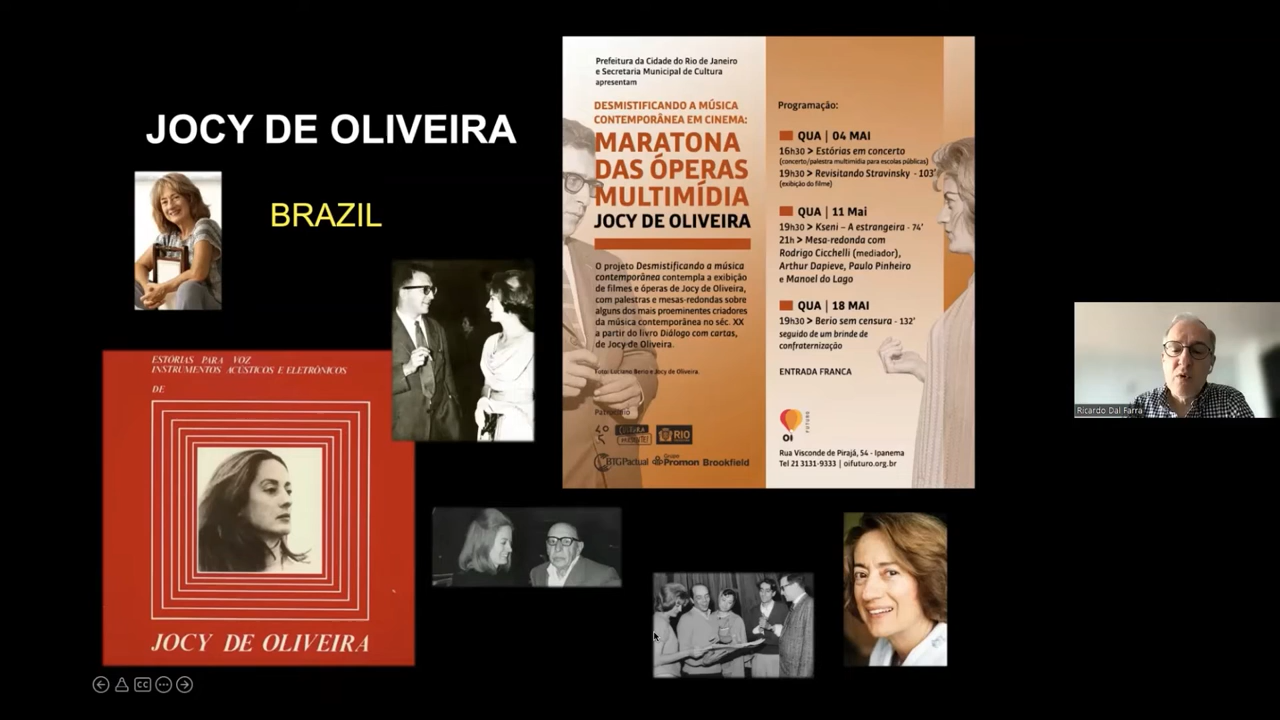 JOCY DE OLIVEIRA
BRAZIL
ESTÓRIAS PARA VOZ
INSTRUMENTOS ACÚSTICOS E ELETRÔNICOS
DE
JOCY DE OLIVEIRA
Prefeitura da Cidade do Rio de Janeiro
e Secretaria Municipal de Cultura
apresentam
DESMISTIFICANDO A MÚSICA
CONTEMPORÂNEA EM CINEMA:
MARATONA
DAS ÓPERAS
MULTIMÍDIA
JOCY DE OLIVEIRA
O projeto Desmistificando a música
contemporânea contempla a exibição
de filmes e óperas de Jocy de Oliveira,
com palestras e mesas-redondas sobre
alguns dos mais proeminentes criadores
da música contemporânea no séc. XX
a partir do livro Diálogo com cartas,
de Jocy de Oliveira.
Foto: Luciano Berio e Jocy de Oliveira.
Patrocínio
RIO
BTGPactual Grupo Promon Brookfield
Programação:
QUA | 04 MAI
16h30 > Estórias em concerto
(concerto/palestra multimídia para escolas públicas)
19h30 > Revisitando Stravinsky - 103'
(exibição do filme)
QUA | 11 Mai
19h30 > Kseni – A estrangeira - 74'
21h > Mesa-redonda com
Rodrigo Cicchelli (mediador),
Arthur Dapieve, Paulo Pinheiro
e Manoel do Lago
QUA | 18 MAI
19h30 > Berio sem censura - 132'
seguido de um brinde de
confraternização
ENTRADA FRANCA
Oi FUTURO
Rua Visconde de Pirajá, 54 - Ipanema
Tel 21 3131-9333 | oifuturo.org.br
Ricardo Dal Farra
CC